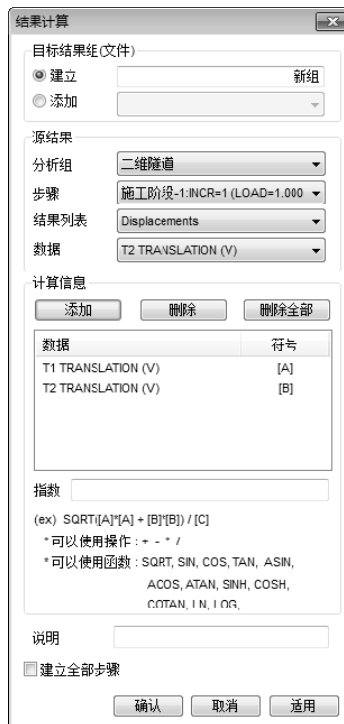 结果计算
目标结果组(文件)
建立 新组
添加
源结果
分析组 二维隧道
步骤 施工阶段-1:INCR=1 (LOAD=1.000
结果列表 Displacements
数据 T2 TRANSLATION (V)
计算信息
添加 删除 删除全部
数据 符号
T1 TRANSLATION (V) [A]
T2 TRANSLATION (V) [B]
指数
(ex) SQRT([A]*[A] + [B]*[B]) / [C]
*可以使用操作 : + - * /
*可以使用函数 : SQRT, SIN, COS, TAN, ASIN,
ACOS, ATAN, SINH, COSH,
COTAN, LN, LOG,
说明
建立全部步骤
确认 取消 适用